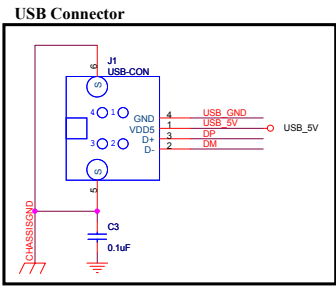 USB Connector
6
J1
USB-CON
S
4 1
GND 4 USB_GND
VDD5 1 USB_5V
USB_5V
D+ 3 DP
3 2
D- 2 DM
S
5
CHASSISGND
C3
0.1uF